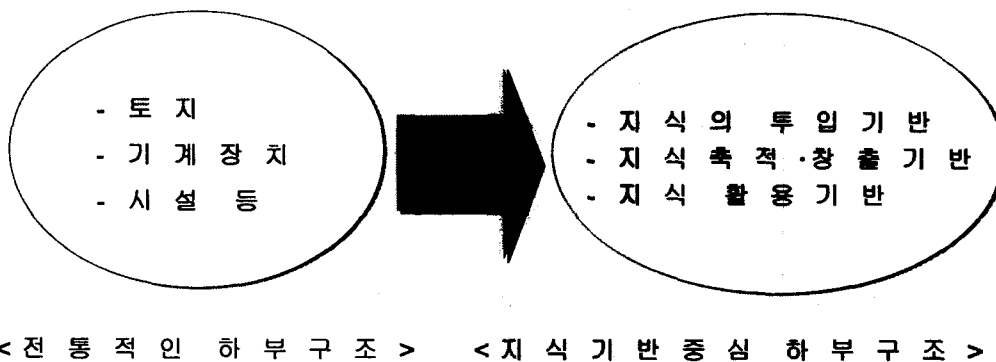 - 토지
- 기계장치
- 시설 등
- 지식의 투입기반
- 지식축적·창출기반
- 지식 활용기반
<전통적인 하부구조>
<지식기반중심 하부구조>